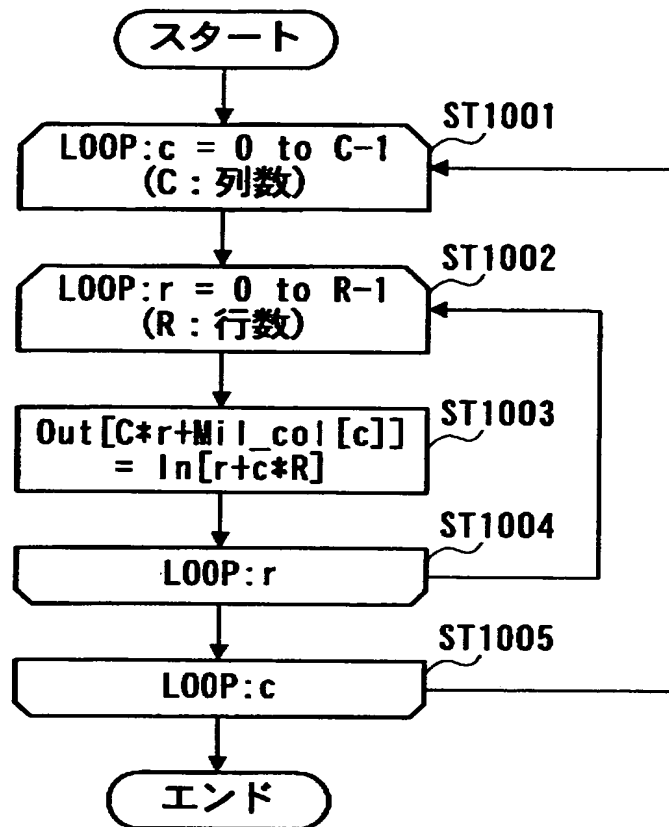 スタート
ST1001
LOOP:c = 0 to C-1
(C:列数)
ST1002
LOOP:r = 0 to R-1
(R:行数)
ST1003
Out[C*r+Mil_col[c]]
= In[r+c*R]
ST1004
LOOP:r
ST1005
LOOP:c
エンド